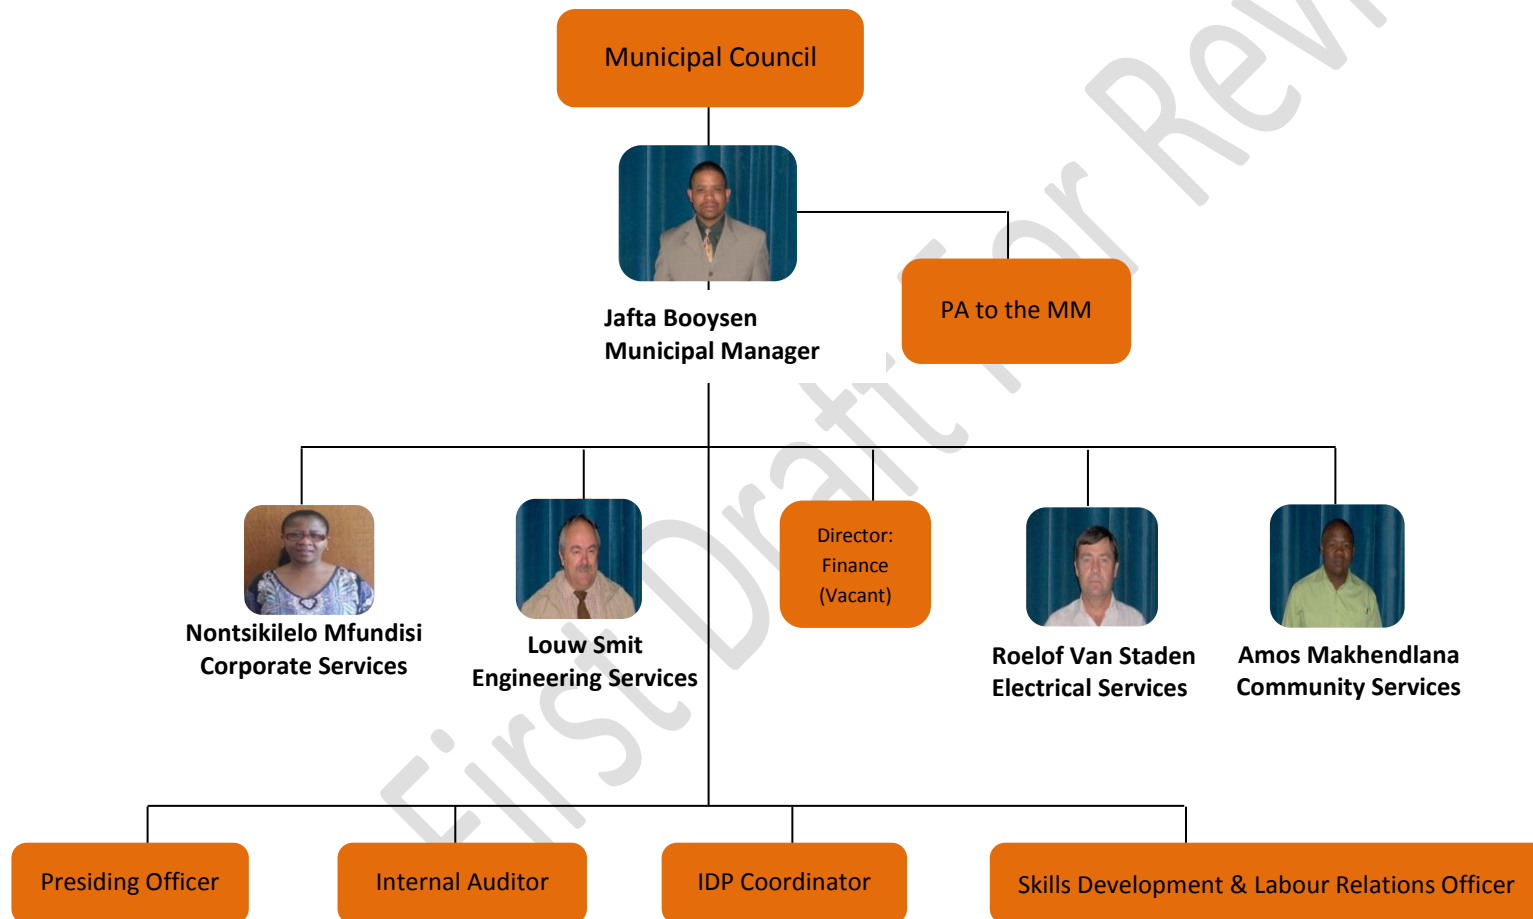 Municipal Council
Jafta Booysen
Municipal Manager
PA to the MM
Nontsikilelo Mfundisi
Corporate Services
Louw Smit
Engineering Services
Director:
Finance
(Vacant)
Roelof Van Staden
Electrical Services
Amos Makhendlana
Community Services
Presiding Officer
Internal Auditor
IDP Coordinator
Skills Development & Labour Relations Officer
First Draft For Revi